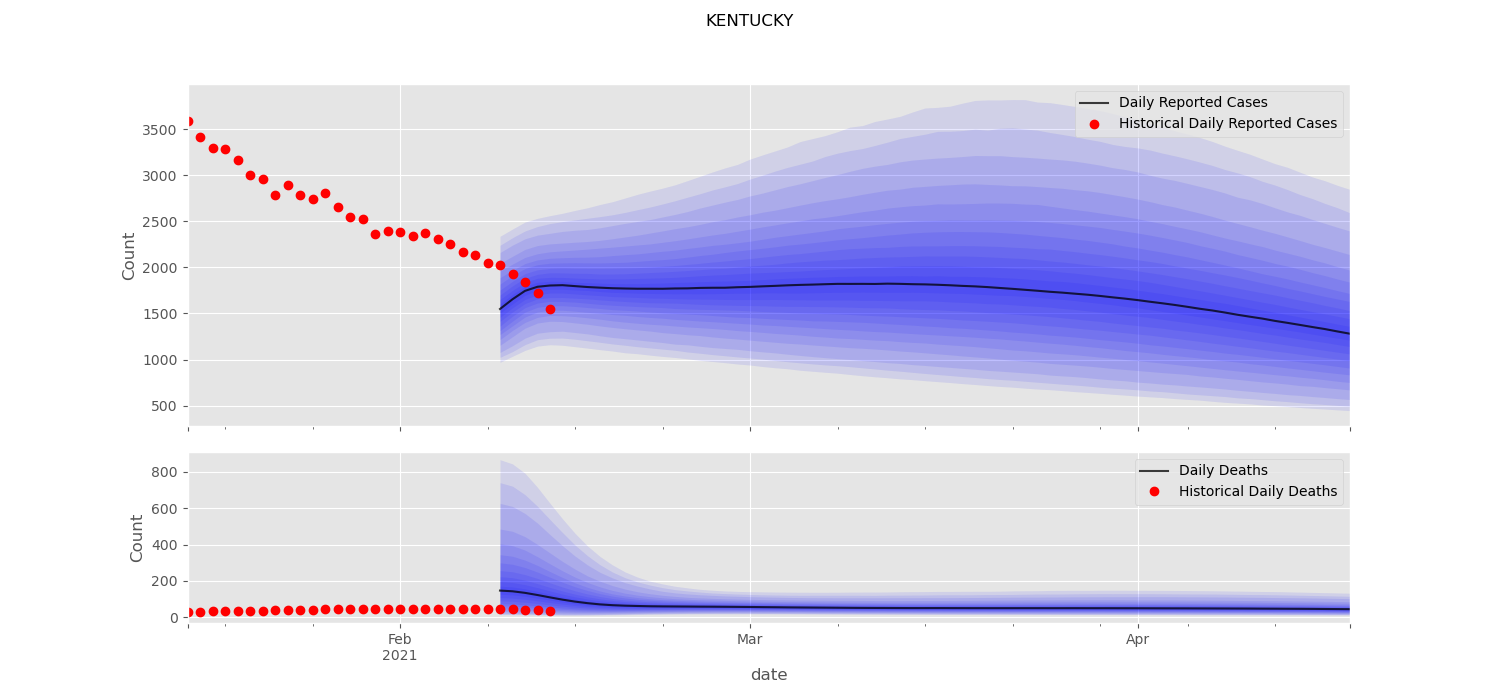 KENTUCKY
Daily Reported Cases
Historical Daily Reported Cases
3500
3000
2500
2000
1500
1000
500
Count
Daily Deaths
Historical Daily Deaths
800
600
400
200
0
Count
Feb
2021
Mar
Apr
date